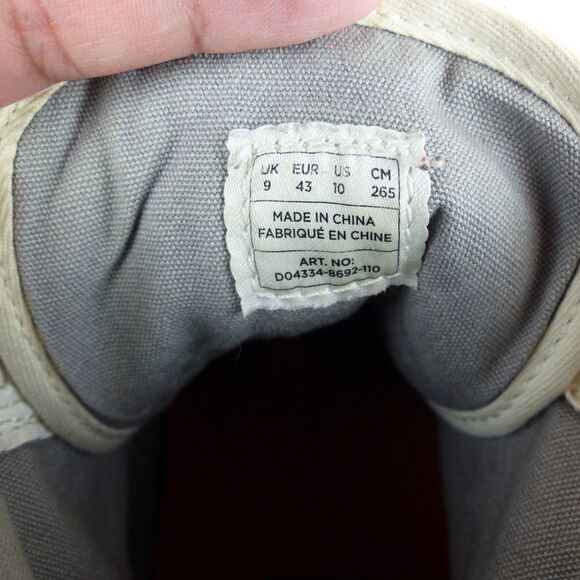 UK EUR US CM
9 43 10 265
MADE IN CHINA
FABRIQUÉ EN CHINE
ART. NO:
D04334-8692-110